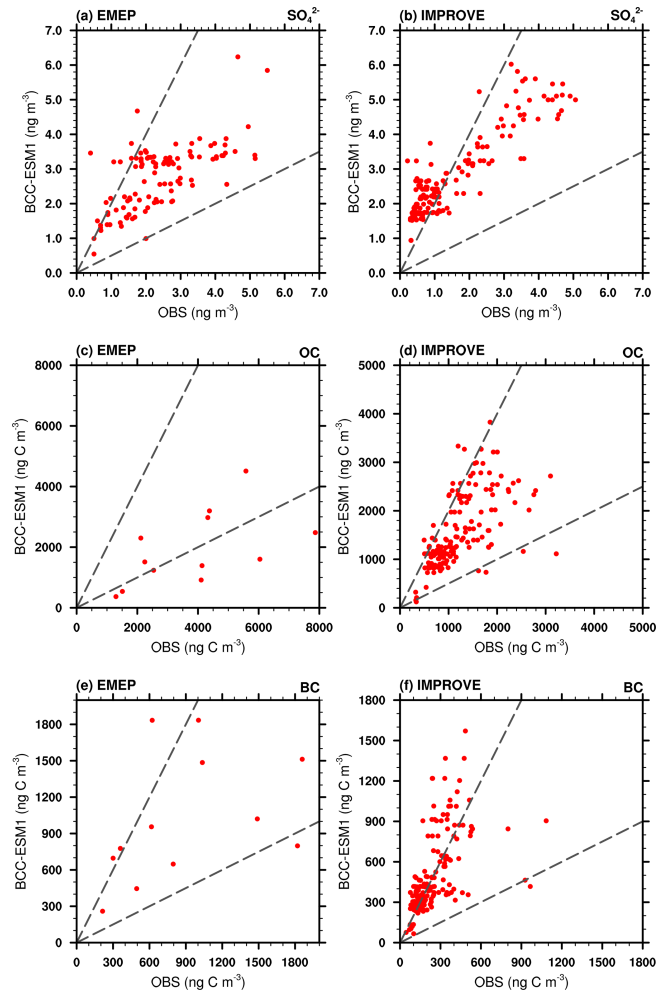 (a) EMEP SO₄²⁻ (b) IMPROVE SO₄²⁻
7.0 7.0
6.0 6.0
5.0 5.0
4.0 4.0
3.0 3.0
2.0 2.0
1.0 1.0
0.0 0.0
BCC-ESM1 (ng m⁻³) BCC-ESM1 (ng m⁻³)
0.0 1.0 2.0 3.0 4.0 5.0 6.0 7.0 0.0 1.0 2.0 3.0 4.0 5.0 6.0 7.0
OBS (ng m⁻³) OBS (ng m⁻³)
(c) EMEP OC (d) IMPROVE OC
8000 5000
6000 4000
4000 3000
2000 2000
0 1000
0
BCC-ESM1 (ng C m⁻³) BCC-ESM1 (ng C m⁻³)
0 2000 4000 6000 8000 0 1000 2000 3000 4000 5000
OBS (ng C m⁻³) OBS (ng C m⁻³)
(e) EMEP BC (f) IMPROVE BC
1800 1800
1500 1500
1200 1200
900 900
600 600
300 300
0 0
BCC-ESM1 (ng C m⁻³) BCC-ESM1 (ng C m⁻³)
0 300 600 900 1200 1500 1800 0 300 600 900 1200 1500 1800
OBS (ng C m⁻³) OBS (ng C m⁻³)